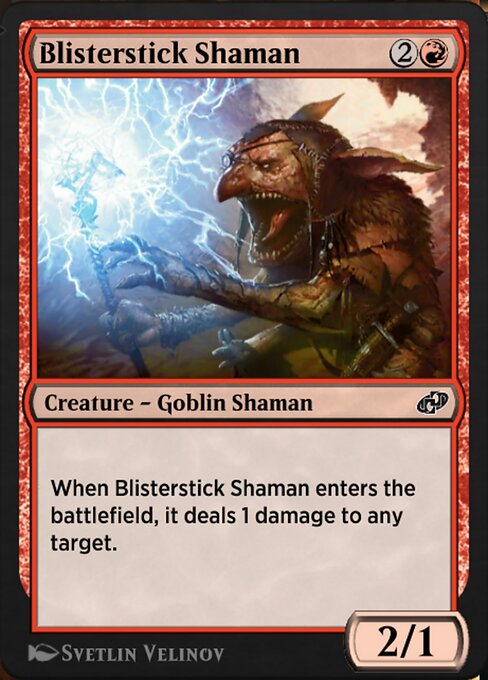 Blisterstick Shaman 2
Creature – Goblin Shaman
When Blisterstick Shaman enters the
battlefield, it deals 1 damage to any
target.
2/1
Svetlin Velinov